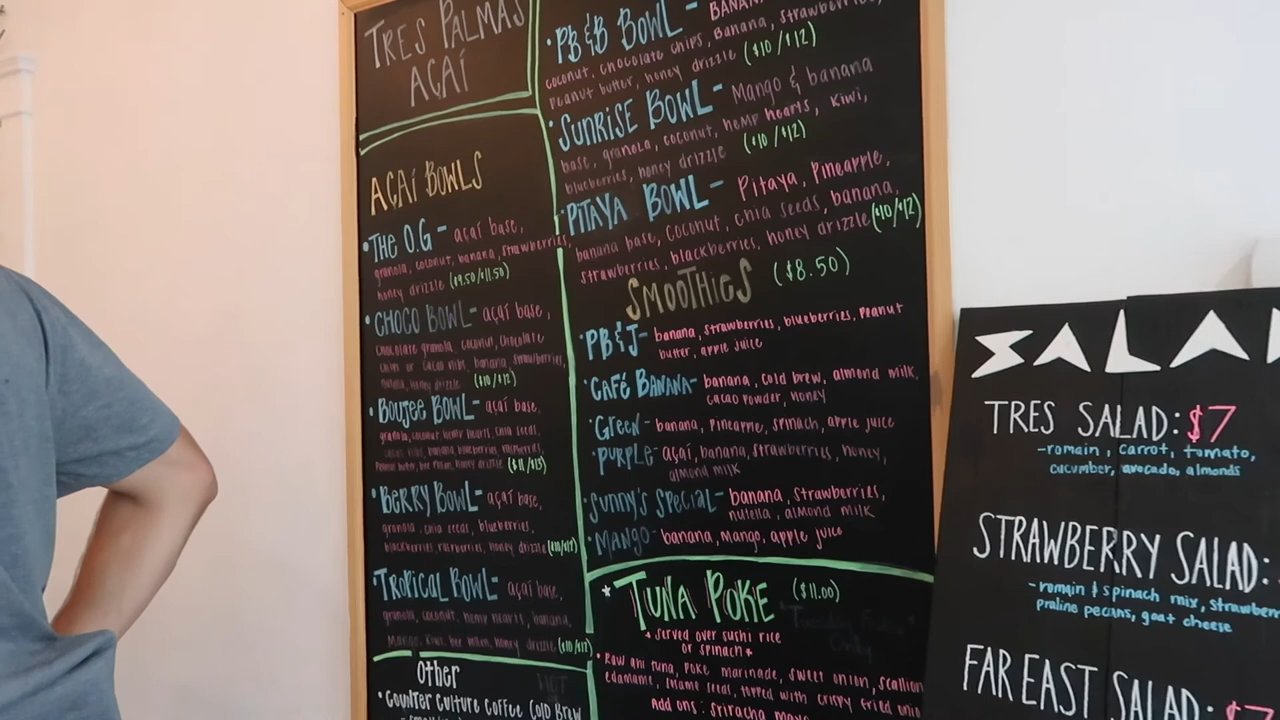 TRES PALMAS
AÇAÍ
AÇAÍ BOWLS
• THE O.G - açaí base,
granola, coconut, banana, strawberries,
honey drizzle ($9.50/$11.50)
CHOCO BOWL - açaí base,
chocolate granola, coconut, chocolate
chips or cacao nibs, banana, strawberries,
honey drizzle ($10/$12)
• BOUJEE BOWL - açaí base,
granola, coconut, hemp hearts, chia seeds,
cacao nibs, banana, blueberries, raspberries,
peanut butter, bee pollen, honey drizzle ($11/$13)
• BERRY BOWL - açaí base,
granola, chia seeds, blueberries,
blackberries, raspberries, honey drizzle ($10/$12)
• TROPICAL BOWL - açaí base,
granola, coconut, hemp hearts, banana,
Mango, Kiwi, bee pollen, honey drizzle ($10/$12)
Other
• Counter Culture Coffee Cold Brew
• PB&B BOWL -
coconut, chocolate chips, Banana, strawberries,
Peanut butter, honey drizzle ($10/$12)
• SUNRISE BOWL - Mango & banana
base, granola, coconut, hemp hearts, kiwi,
blueberries, honey drizzle ($10/$12)
• PITAYA BOWL - Pitaya, Pineapple,
banana base, Coconut, chia seeds, banana,
strawberries, blackberries, honey drizzle ($10/$12)
SMOOTHIES ($8.50)
• PB&J - banana, strawberries, blueberries, Peanut
butter, apple juice
• CAFÉ BANANA - banana, cold brew, almond milk,
cacao powder, honey
• Green - banana, pineapple, spinach, apple juice
• PURPLE - açaí, banana, strawberries, honey,
almond milk
• SUNNY'S SPECIAL - banana, strawberries,
nutella, almond milk
• MANGO - banana, mango, apple juice
* TUNA POKE ($11.00)
* served over sushi rice
or spinach *
• Raw ahi tuna, poke marinade, sweet onion, scallion
edamame, sesame seeds, topped with crispy fried onio
Add ons: sriracha mayo
SALA
TRES SALAD: $7
- romain, carrot, tomato,
cucumber, avocado, almonds
STRAWBERRY SALAD:
- romain & spinach mix, strawber
praline pecans, goat cheese
FAR EAST SALAD: $7